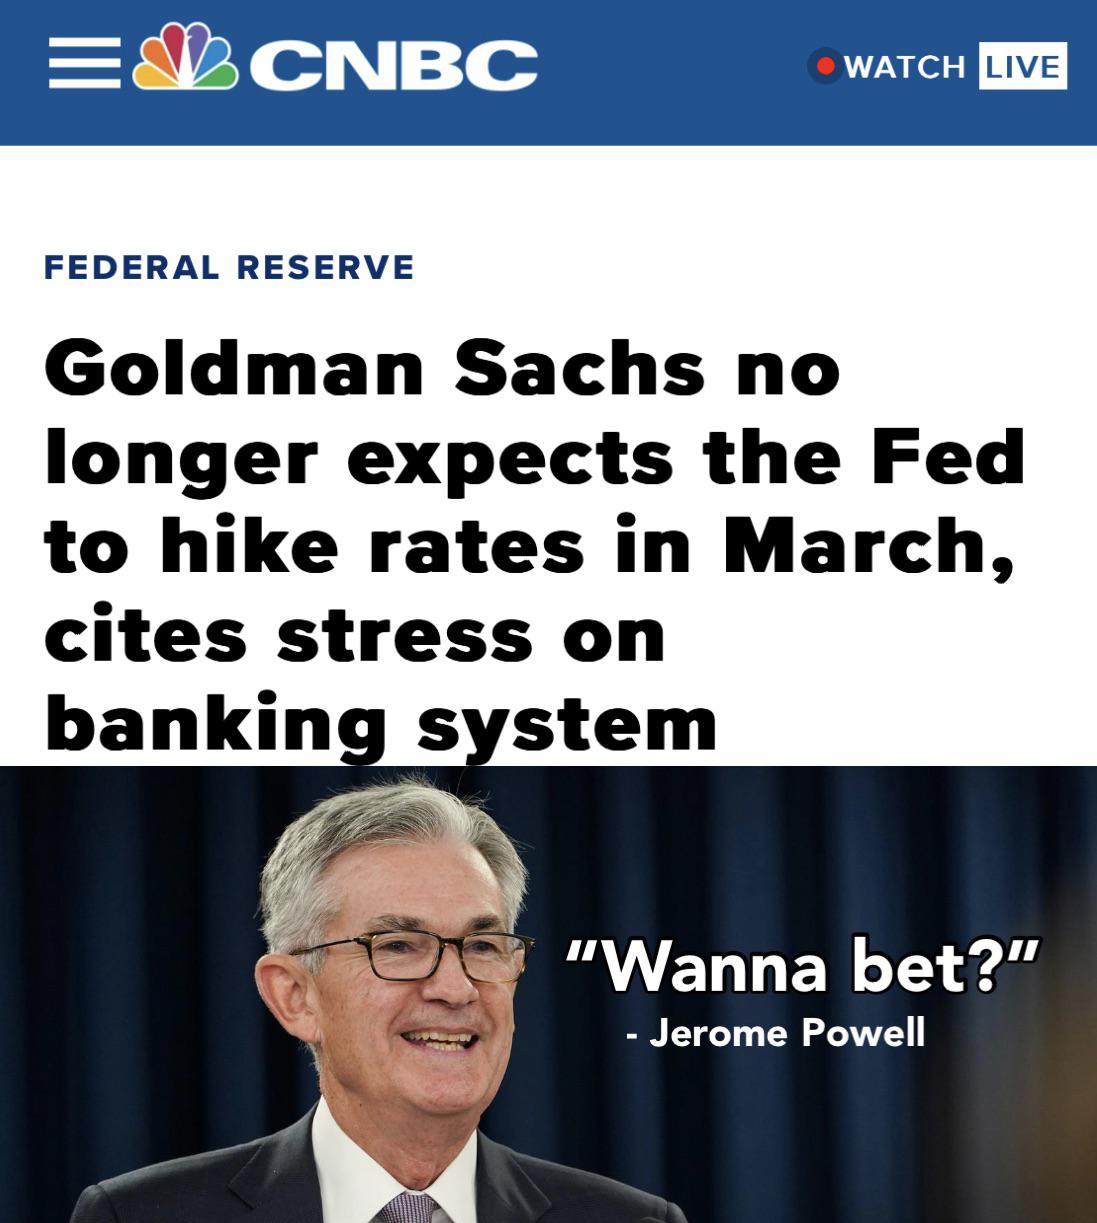 CNBC
WATCH LIVE
FEDERAL RESERVE
Goldman Sachs no
longer expects the Fed
to hike rates in March,
cites stress on
banking system
“Wanna bet?”
- Jerome Powell